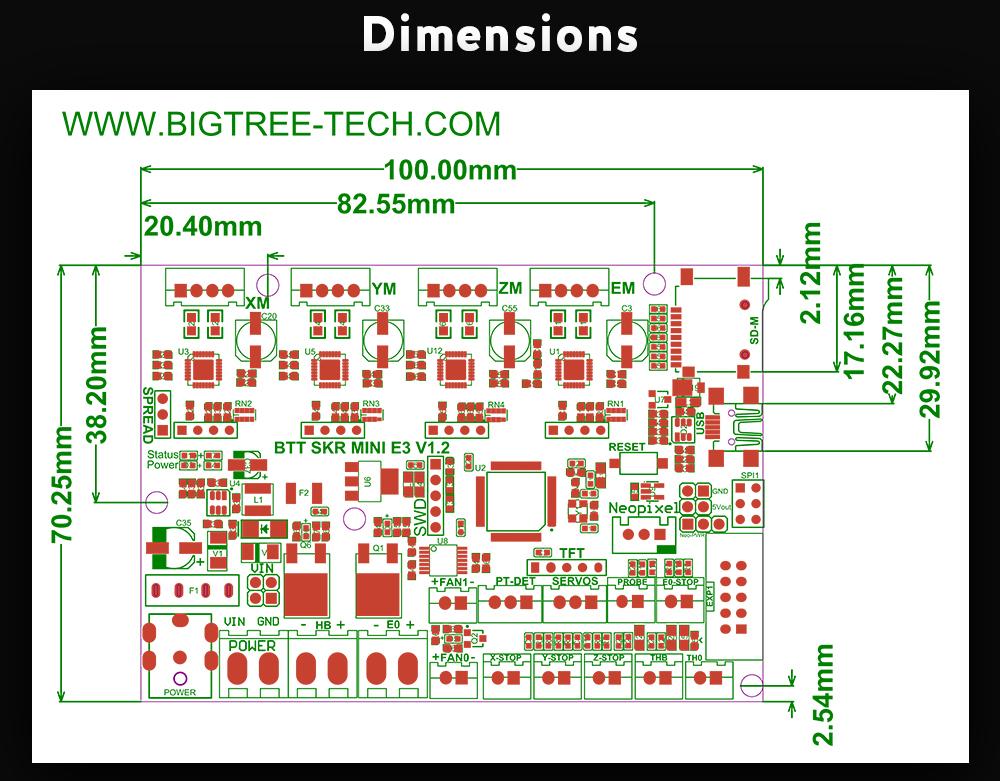 Dimensions
WWW.BIGTREE-TECH.COM
100.00mm
82.55mm
20.40mm
2.12mm
17.16mm
22.27mm
29.92mm
38.20mm
70.25mm
XM
YM
ZM
EM
C20
C33
C55
C3
SD-M
U3
U5
U12
U1
SPREAD
RN2
RN3
RN4
RN1
USB
BTT SKR MINI E3 V1.2
RESET
Status
Power
U4
L1
F2
U6
SWD
U2
SPI1
GND
5Vout
Neopixel
Neo-PWR
C35
V1
VIN
Q6
Q1
U8
TFT
F1
+FAN1-
PT-DET
SERVOS
PROBE
E0-STOP
EXP1
VIN GND
- HB +
- E0 +
POWER
+FAN0-
X-STOP
Y-STOP
Z-STOP
THB
TH0
POWER
2.54mm